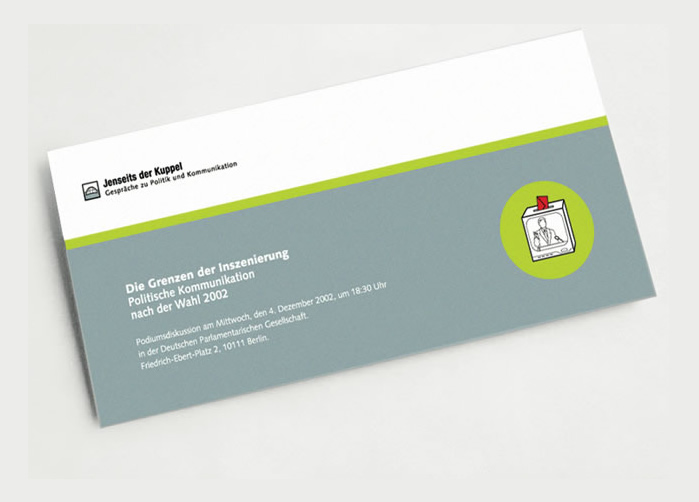 Jenseits der Kuppel
Gespräche zu Politik und Kommunikation
Die Grenzen der Inszenierung
Politische Kommunikation
nach der Wahl 2002
Podiumsdiskussion am Mittwoch, den 4. Dezember 2002, um 18:30 Uhr
in der Deutschen Parlamentarischen Gesellschaft.
Friedrich-Ebert-Platz 2, 10111 Berlin.